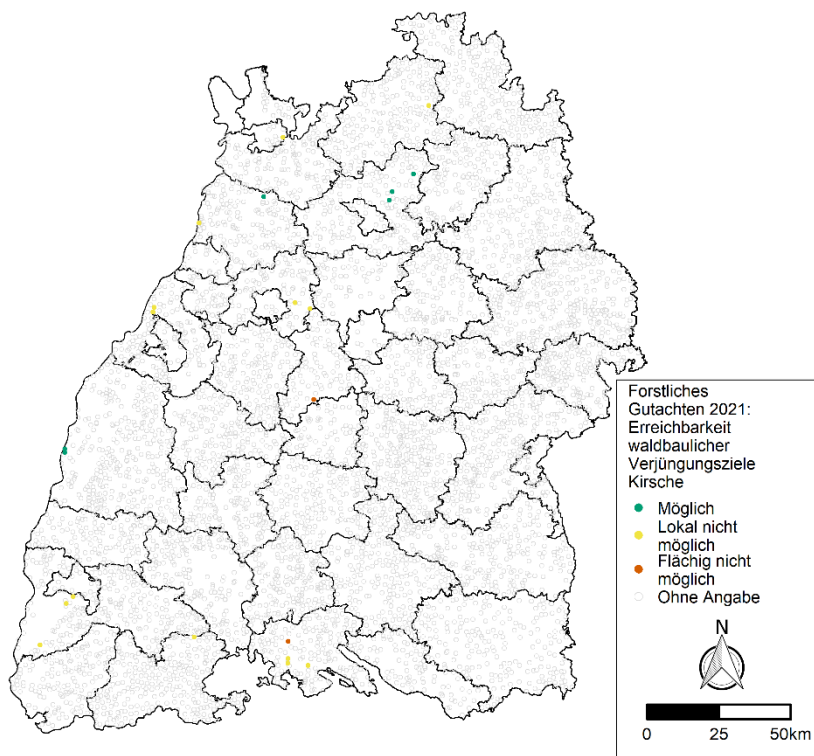 Forstliches
Gutachten 2021:
Erreichbarkeit
waldbaulicher
Verjüngungsziele
Kirsche
Möglich
Lokal nicht
möglich
Flächig nicht
möglich
Ohne Angabe
N
0 25 50km